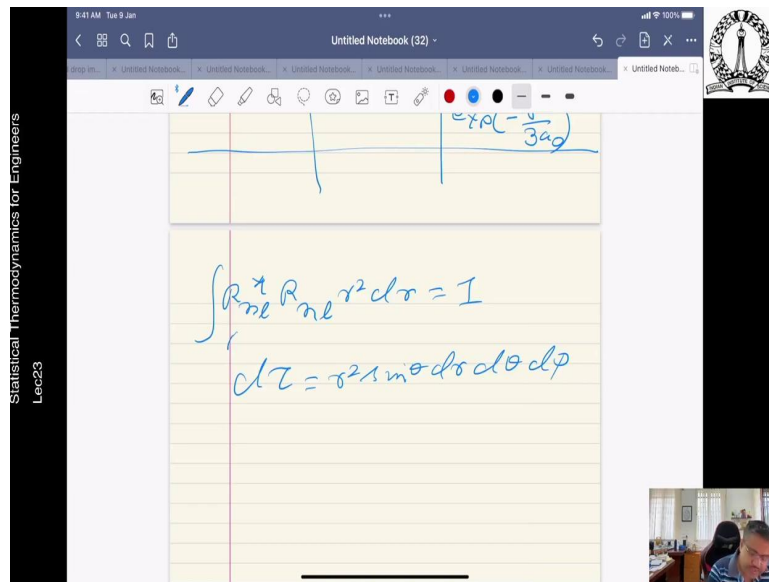 9:41 AM Tue 9 Jan
100%
Untitled Notebook (32)
drop im... × Untitled Notebook... × Untitled Notebook... × Untitled Notebook... × Untitled Notebook... × Untitled Notebook... × Untitled Notebook... × Untitled Noteb...
exp(-r/3a₀)
∫ᵣ R*ₙₗ Rₙₗ r² dr = 1
dτ = r² sinθ dr dθ dφ
Statistical Thermodynamics for Engineers
Lec23